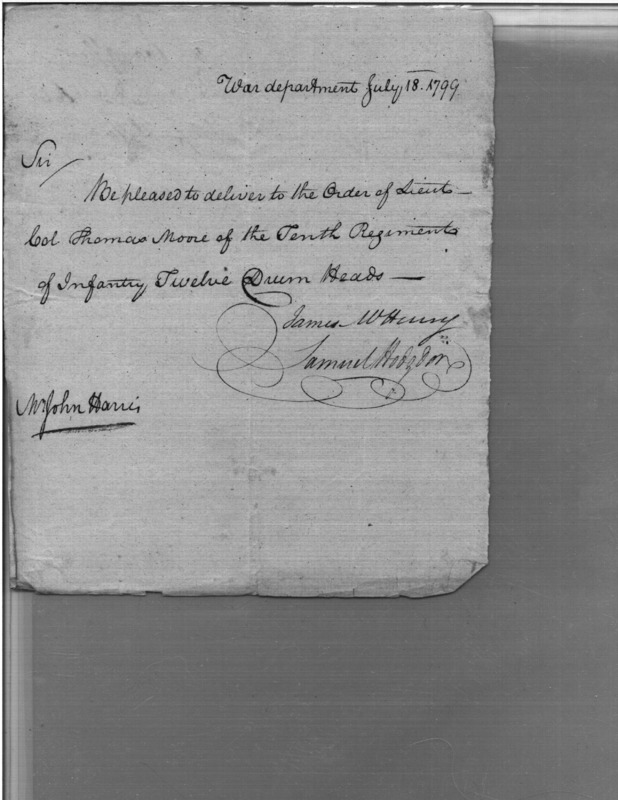 War department July, 18. 1799
Sir/
Be pleased to deliver to the Order of Lieut—
Col Thomas Moore of the Tenth Regiment
of Infantry, Twelve Drum Heads—
James McHenry
Samuel Hodgdon
Mr John Harris